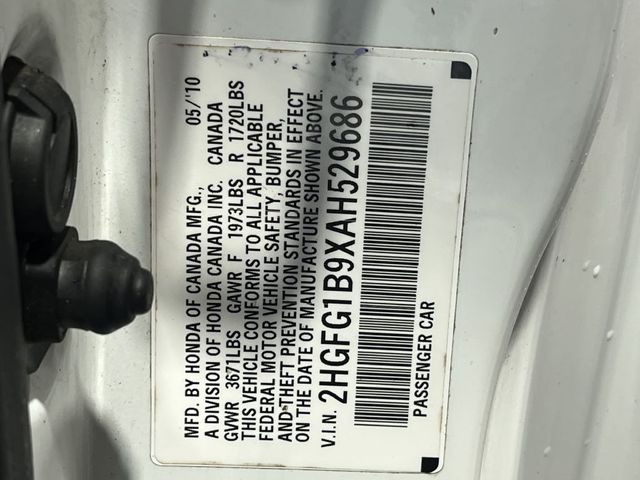 MFD. BY HONDA OF CANADA MFG., 05/'10
A DIVISION OF HONDA CANADA INC. CANADA
GVWR 3671LBS GAWR F 1973LBS R 1720LBS
THIS VEHICLE CONFORMS TO ALL APPLICABLE
FEDERAL MOTOR VEHICLE SAFETY, BUMPER,
AND THEFT PREVENTION STANDARDS IN EFFECT
ON THE DATE OF MANUFACTURE SHOWN ABOVE.
V.I.N. 2HGFG1B9XAH529686
PASSENGER CAR